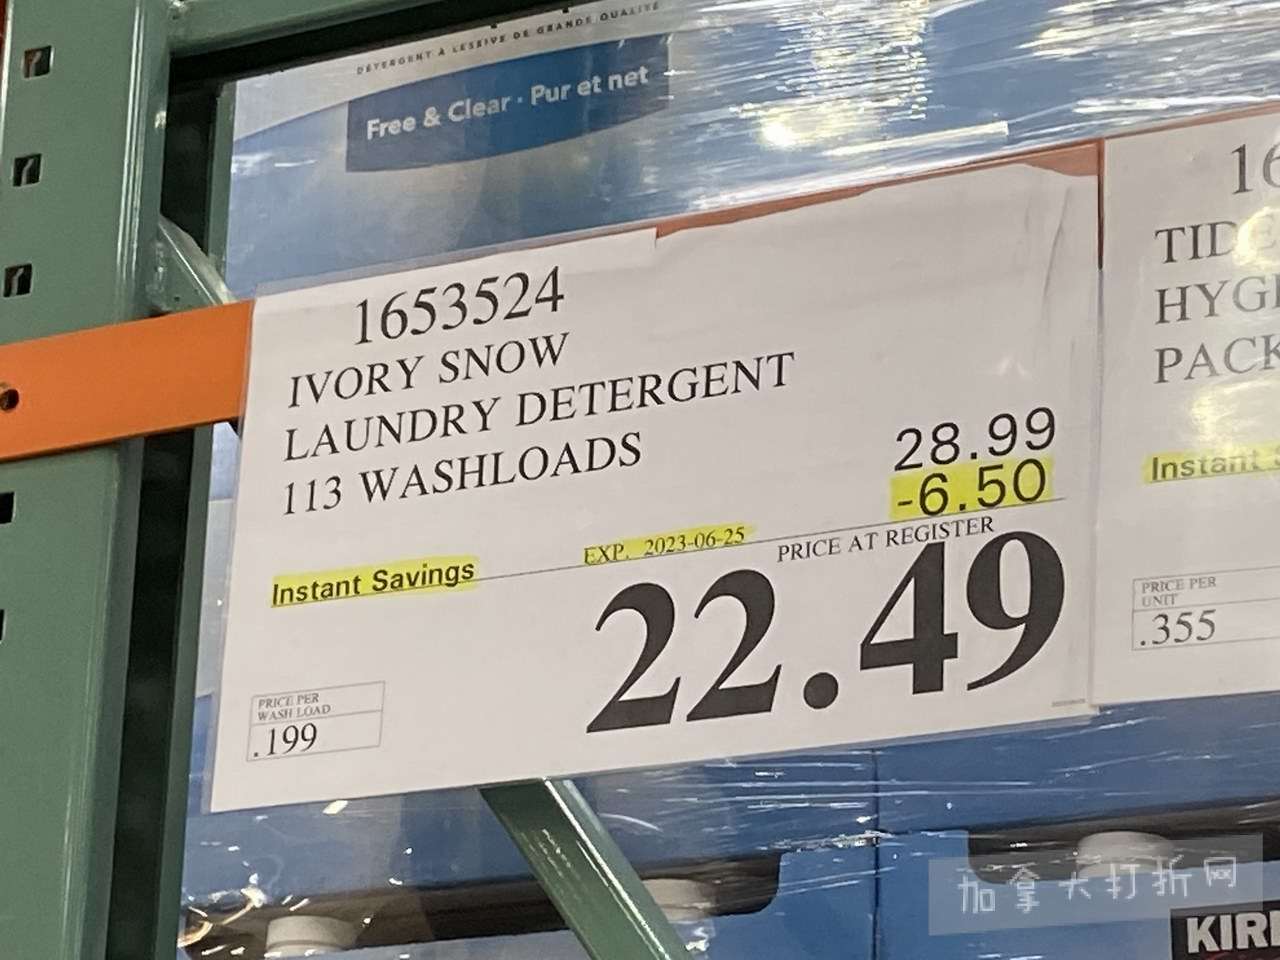 DÉTERGENT À LESSIVE DE GRANDE QUALITÉ
Free & Clear · Pur et net
1653524
IVORY SNOW
LAUNDRY DETERGENT
113 WASHLOADS
28.99
-6.50
EXP. 2023-06-25
PRICE AT REGISTER
Instant Savings
22.49
PRICE PER
WASH LOAD
.199
16
TIDE
HYGI
PACK
Instant S
PRICE PER
UNIT
.355
加拿大打折网
KIR